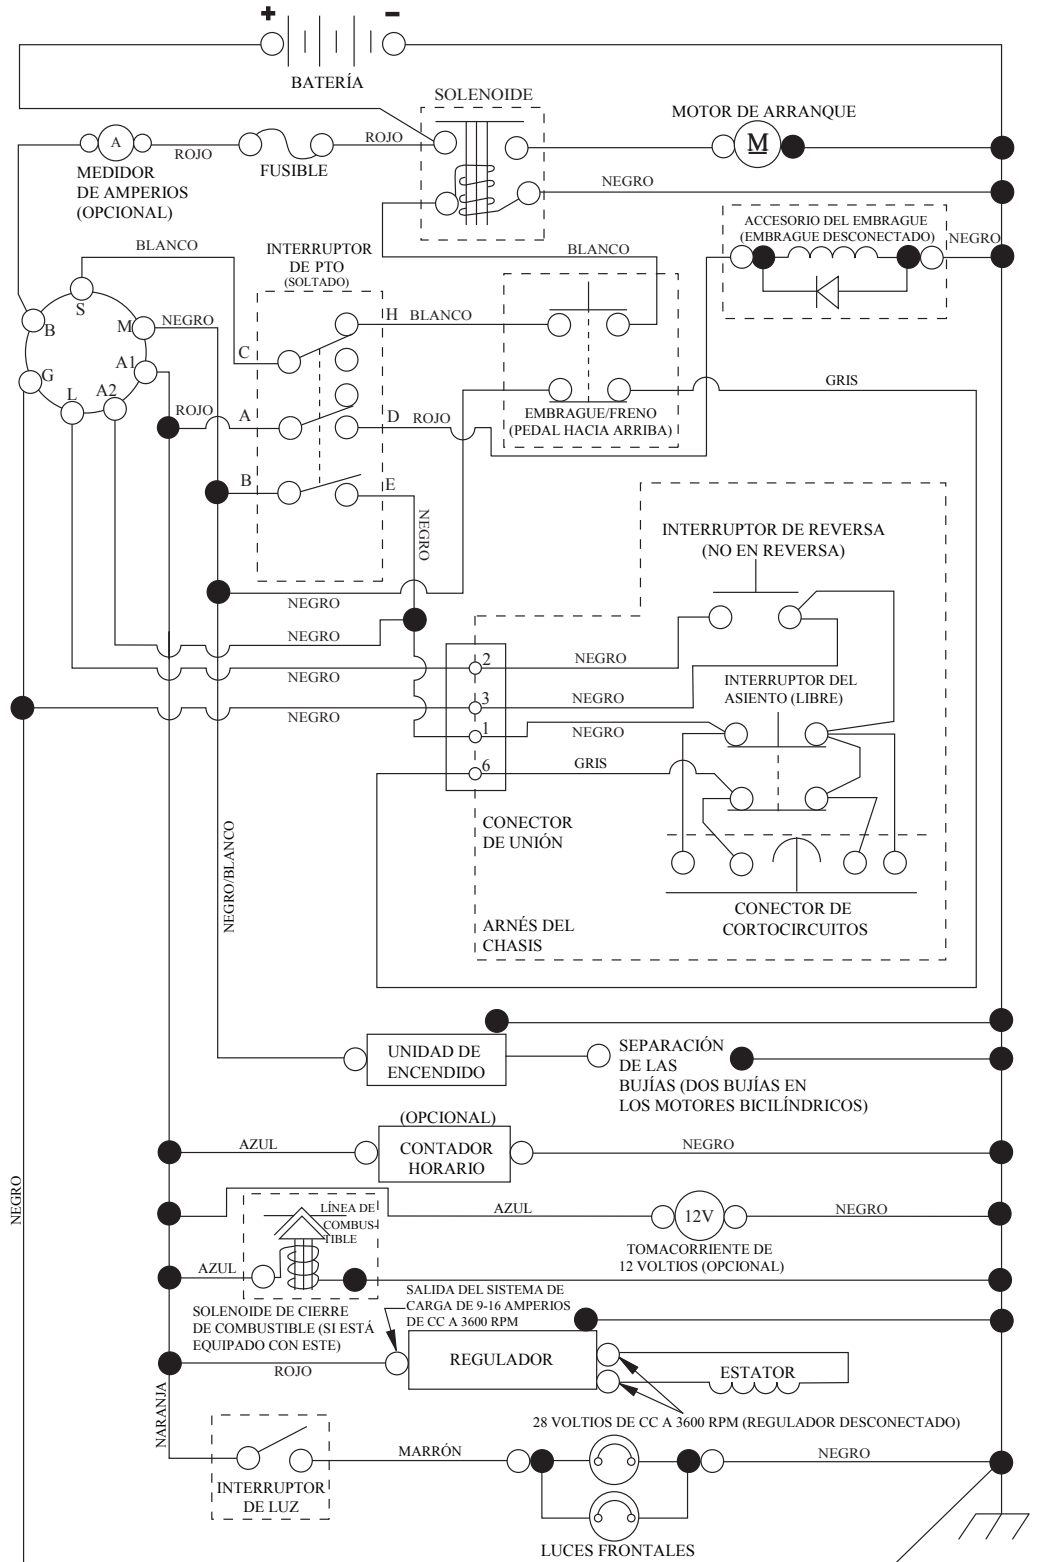 + −
BATERÍA
SOLENOIDE
MOTOR DE ARRANQUE
A
ROJO
FUSIBLE
ROJO
M
MEDIDOR
DE AMPERIOS
(OPCIONAL)
NEGRO
ACCESORIO DEL EMBRAGUE
(EMBRAGUE DESCONECTADO)
NEGRO
BLANCO
INTERRUPTOR
DE PTO
(SOLTADO)
BLANCO
S
B
M
NEGRO
H
BLANCO
C
A1
G
A2
L
GRIS
ROJO
A
D
ROJO
EMBRAGUE/FRENO
(PEDAL HACIA ARRIBA)
B
E
NEGRO
INTERRUPTOR DE REVERSA
(NO EN REVERSA)
NEGRO
NEGRO
2
NEGRO
NEGRO
INTERRUPTOR DEL
ASIENTO (LIBRE)
3
NEGRO
NEGRO
1
NEGRO
6
GRIS
CONECTOR
DE UNIÓN
NEGRO/BLANCO
CONECTOR DE
CORTOCIRCUITOS
ARNÉS DEL
CHASIS
UNIDAD DE
ENCENDIDO
SEPARACIÓN
DE LAS
BUJÍAS (DOS BUJÍAS EN
LOS MOTORES BICILÍNDRICOS)
(OPCIONAL)
AZUL
CONTADOR
HORARIO
NEGRO
NEGRO
LÍNEA DE
COMBUS-
TIBLE
AZUL
12V
NEGRO
TOMACORRIENTE DE
12 VOLTIOS (OPCIONAL)
AZUL
SOLENOIDE DE CIERRE
DE COMBUSTIBLE (SI ESTÁ
EQUIPADO CON ESTE)
SALIDA DEL SISTEMA DE
CARGA DE 9-16 AMPERIOS
DE CC A 3600 RPM
REGULADOR
ESTATOR
ROJO
28 VOLTIOS DE CC A 3600 RPM (REGULADOR DESCONECTADO)
NARANJA
MARRÓN
NEGRO
INTERRUPTOR
DE LUZ
LUCES FRONTALES